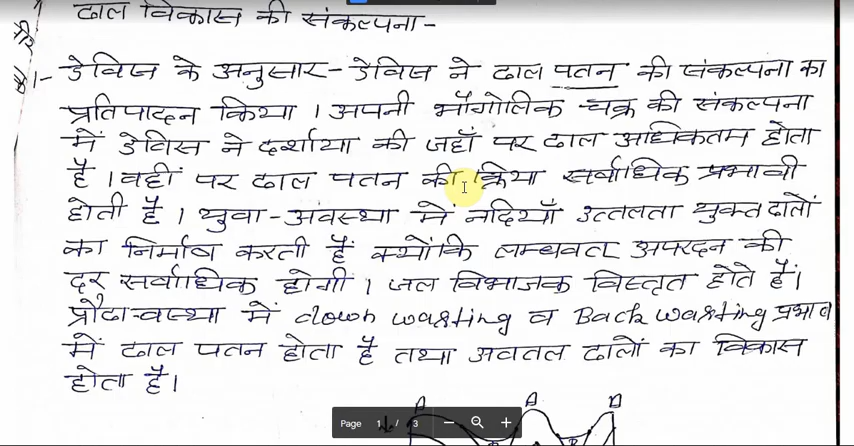 ढाल विकास की संकल्पना-
1- डेविस के अनुसार- डेविस ने ढाल पतन की संकल्पना का
प्रतिपादन किया। अपनी भौगोलिक चक्र की संकल्पना
में डेविस ने दर्शाया की जहाँ पर ढाल अधिकतम होता
है। वहीं पर ढाल पतन की क्रिया सर्वाधिक प्रभावी
होती है। युवा-अवस्था में नदियाँ उत्तलता युक्त ढालों
का निर्माण करती हैं क्योंकि लम्बवत अपरदन की
दर सर्वाधिक होगी। जल विभाजक विस्तृत होते हैं।
प्रौढ़ावस्था में down wasting व Back wasting प्रभाव
में ढाल पतन होता है तथा अवतल ढालों का विकास
होता है।
Page 1 / 3